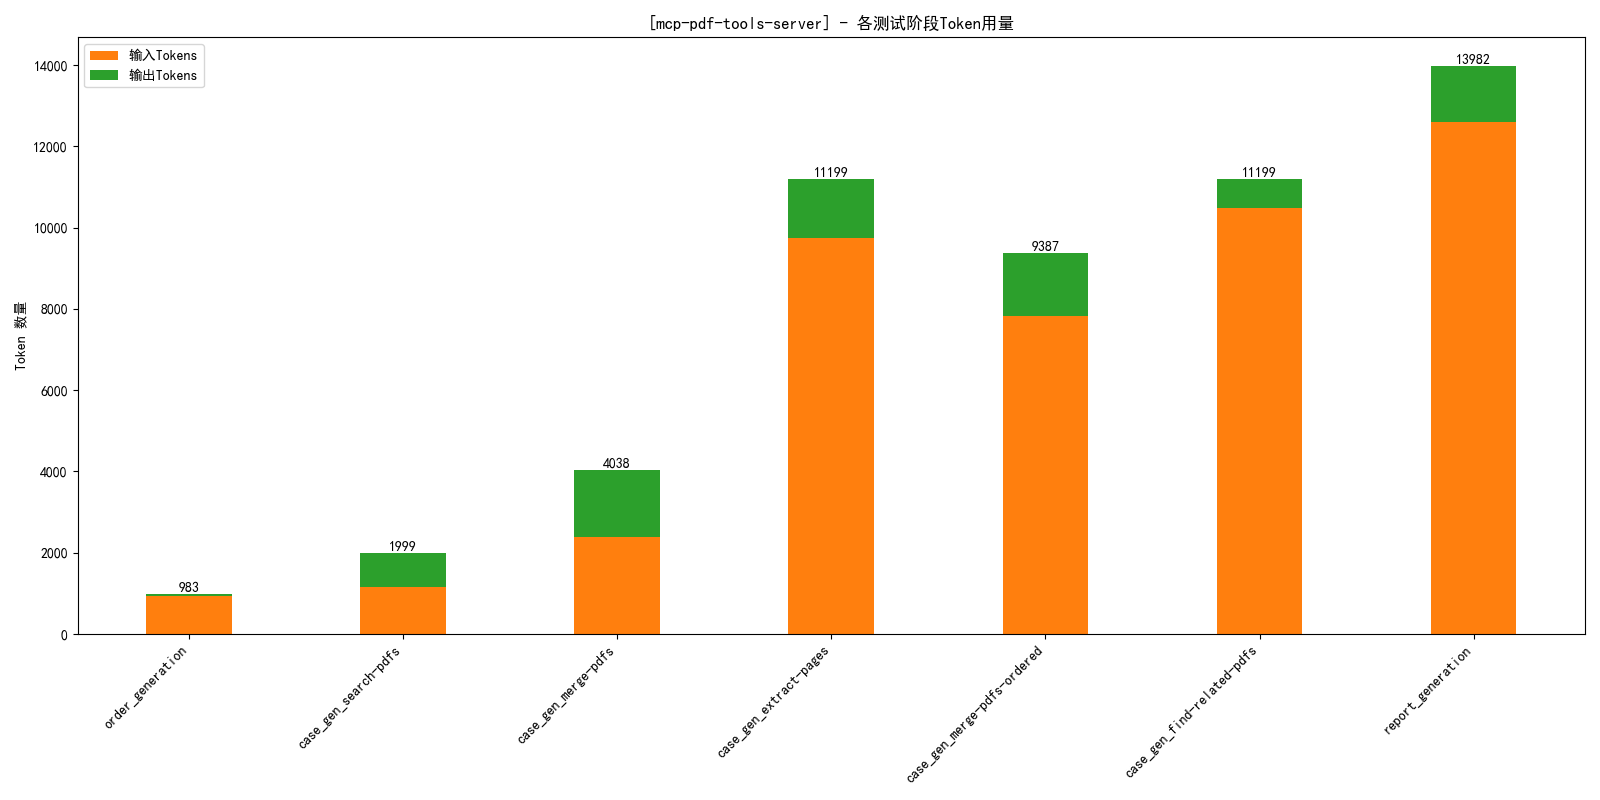 [mcp-pdf-tools-server] - 各测试阶段Token用量
输入Tokens
输出Tokens
Token 数量
14000
12000
10000
8000
6000
4000
2000
0
983
1999
4038
11199
9387
11199
13982
order_generation
case_gen_search-pdfs
case_gen_merge-pdfs
case_gen_extract-pages
case_gen_merge-pdfs-ordered
case_gen_find-related-pdfs
report_generation